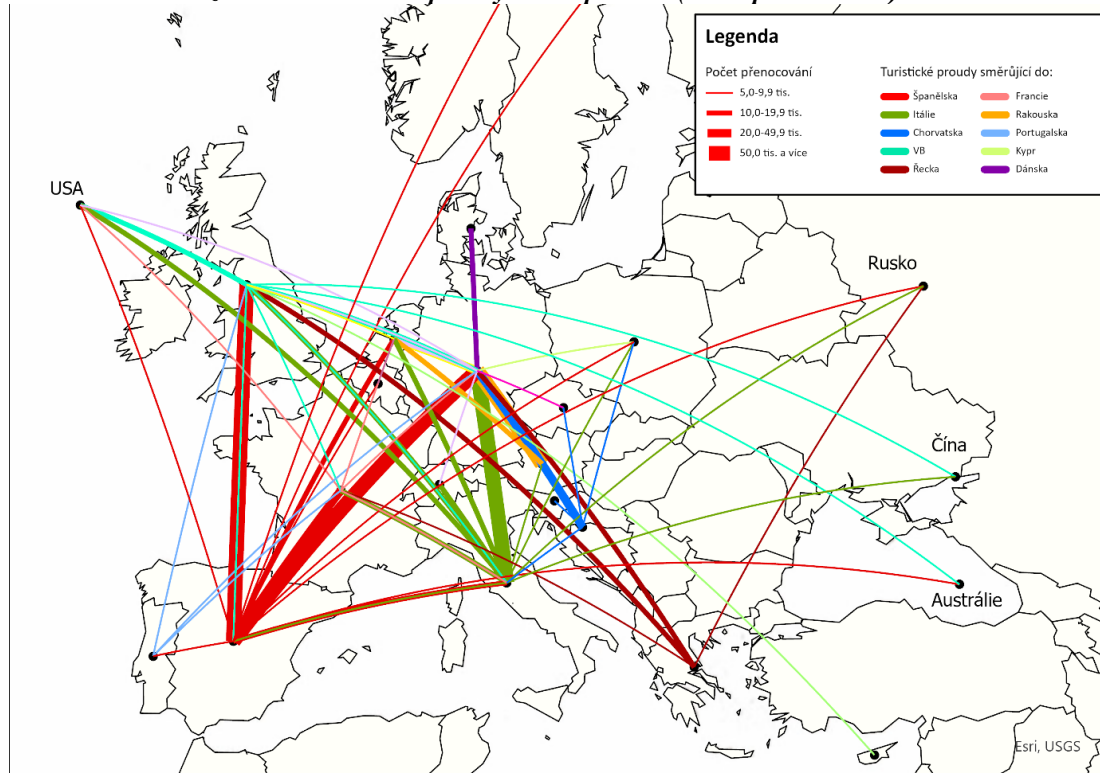 Legenda
Počet přenocování
5,0-9,9 tis.
10,0-19,9 tis.
20,0-49,9 tis.
50,0 tis. a více
Turistické proudy směřující do:
Španělska
Itálie
Chorvatska
VB
Řecka
Francie
Rakouska
Portugalska
Kypr
Dánska
USA
Rusko
Čína
Austrálie
Esri, USGS